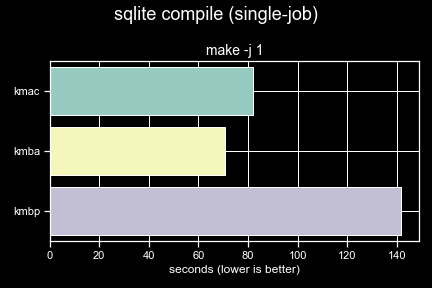 sqlite compile (single-job)
make -j 1
kmac
kmba
kmbp
0 20 40 60 80 100 120 140
seconds (lower is better)